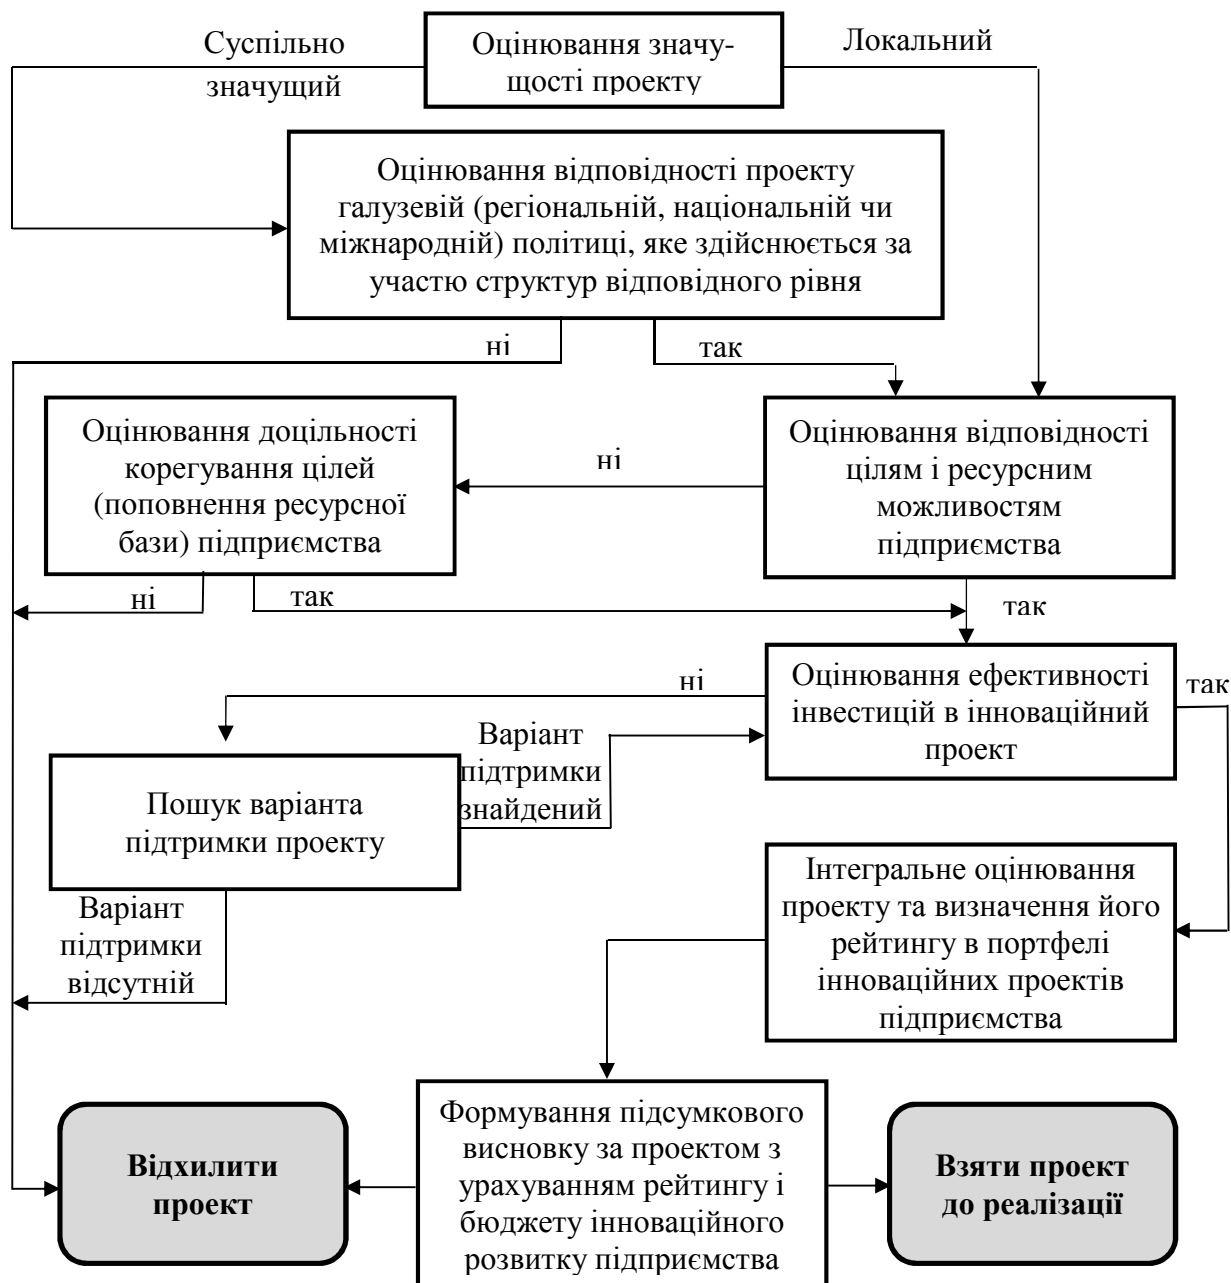 Суспільно
значущий
Оцінювання значу-
щості проекту
Локальний
Оцінювання відповідності проекту
галузевій (регіональній, національній чи
міжнародній) політиці, яке здійснюється за
участю структур відповідного рівня
ні
так
Оцінювання доцільності
корегування цілей
(поповнення ресурсної
бази) підприємства
ні
Оцінювання відповідності
цілям і ресурсним
можливостям
підприємства
ні
так
так
ні
Оцінювання ефективності
інвестицій в інноваційний
проект
так
Варіант
підтримки
знайдений
Пошук варіанта
підтримки проекту
Варіант
підтримки
відсутній
Інтегральне оцінювання
проекту та визначення його
рейтингу в портфелі
інноваційних проектів
підприємства
Відхилити
проект
Формування підсумкового
висновку за проектом з
урахуванням рейтингу і
бюджету інноваційного
розвитку підприємства
Взяти проект
до реалізації